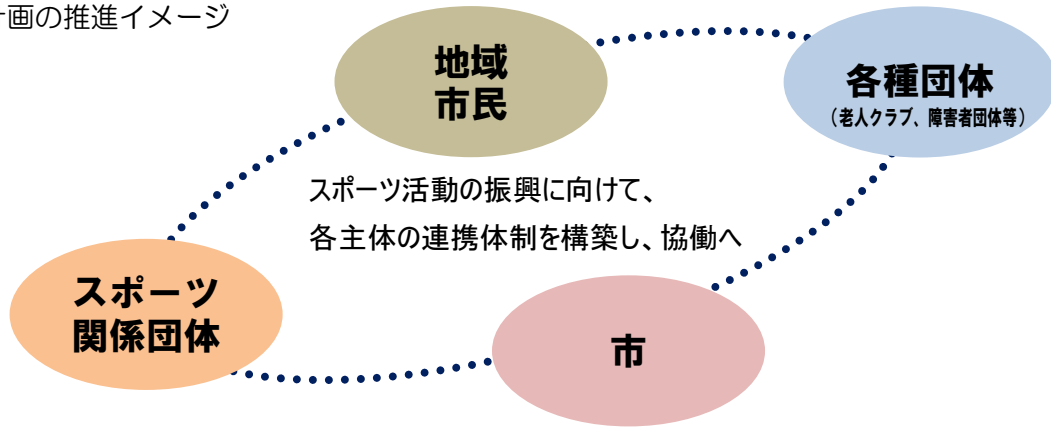 画の推進イメージ
地域
市民
各種団体
（老人クラブ、障害者団体等）
スポーツ活動の振興に向けて、
各主体の連携体制を構築し、協働へ
スポーツ
関係団体
市